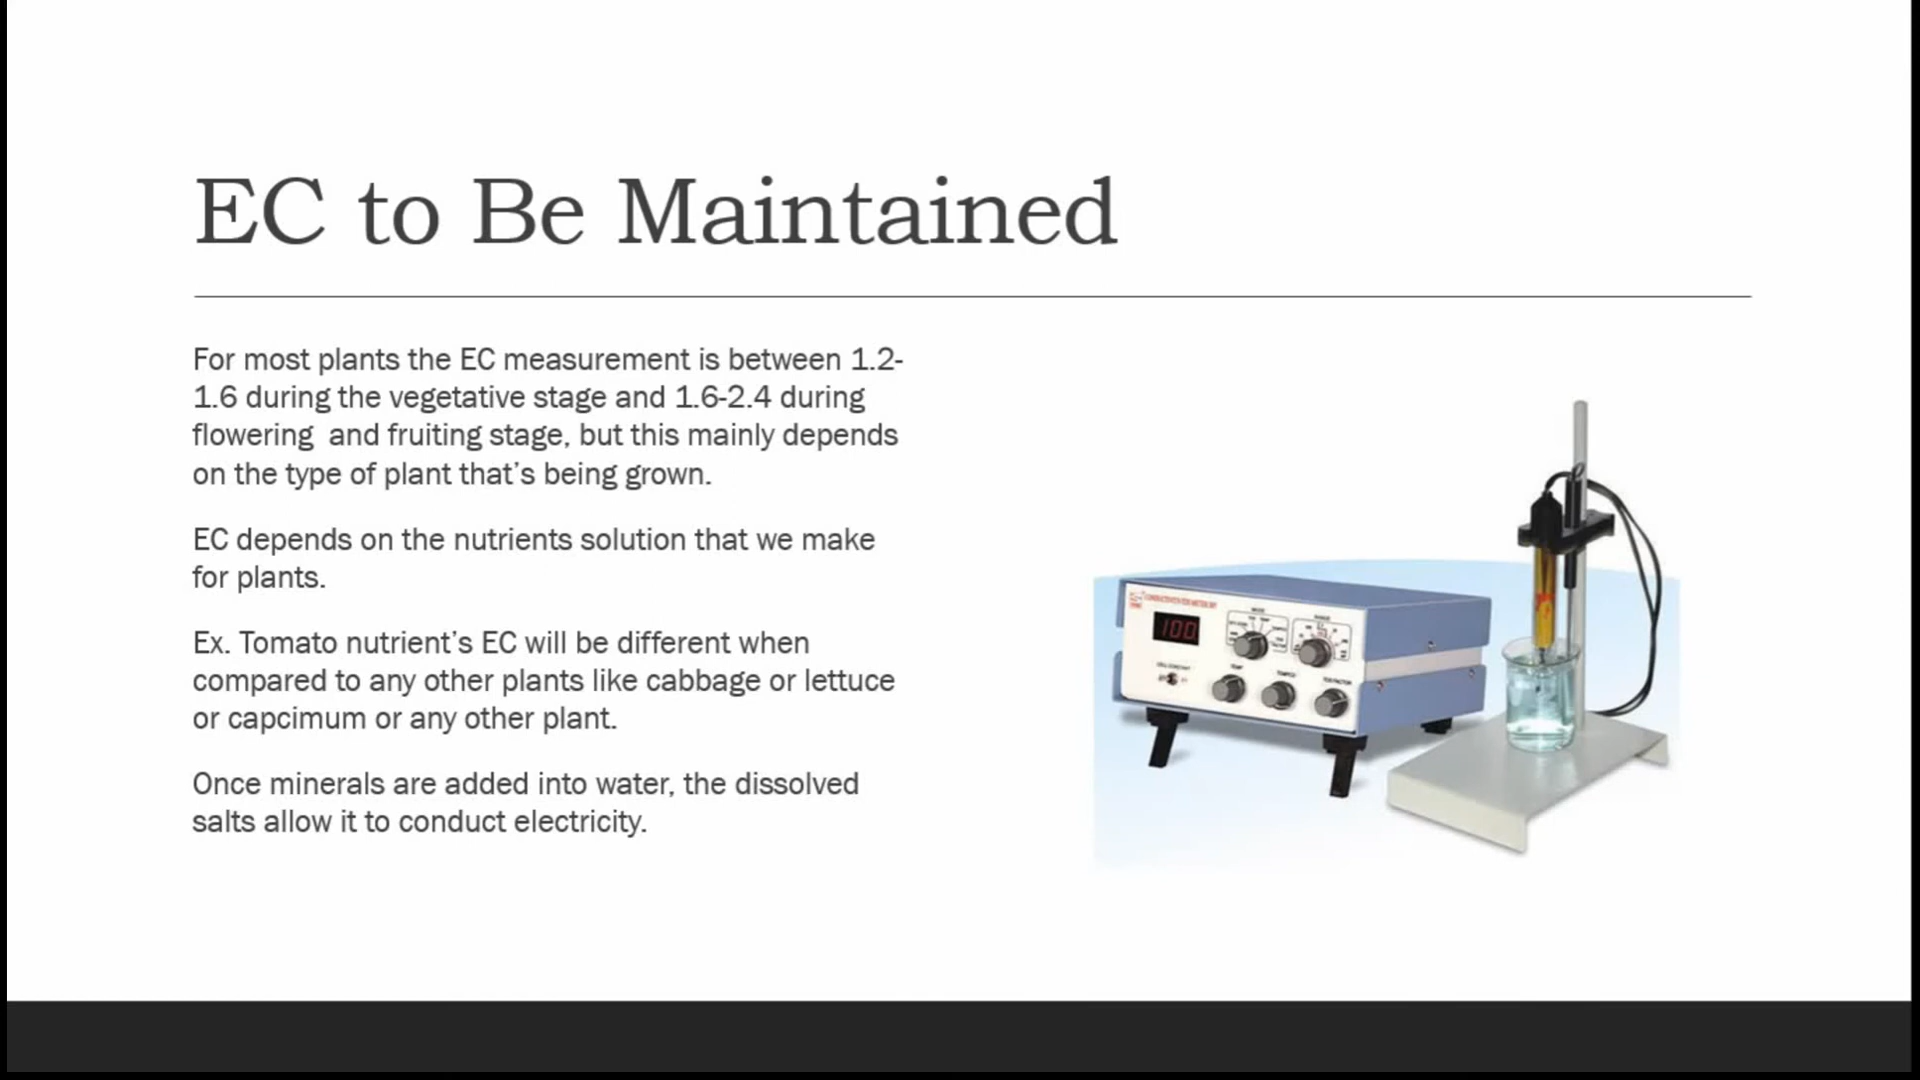 EC to Be Maintained
For most plants the EC measurement is between 1.2-
1.6 during the vegetative stage and 1.6-2.4 during
flowering  and fruiting stage, but this mainly depends
on the type of plant that’s being grown.
EC depends on the nutrients solution that we make
for plants.
Ex. Tomato nutrient’s EC will be different when
compared to any other plants like cabbage or lettuce
or capcimum or any other plant.
Once minerals are added into water, the dissolved
salts allow it to conduct electricity.
100